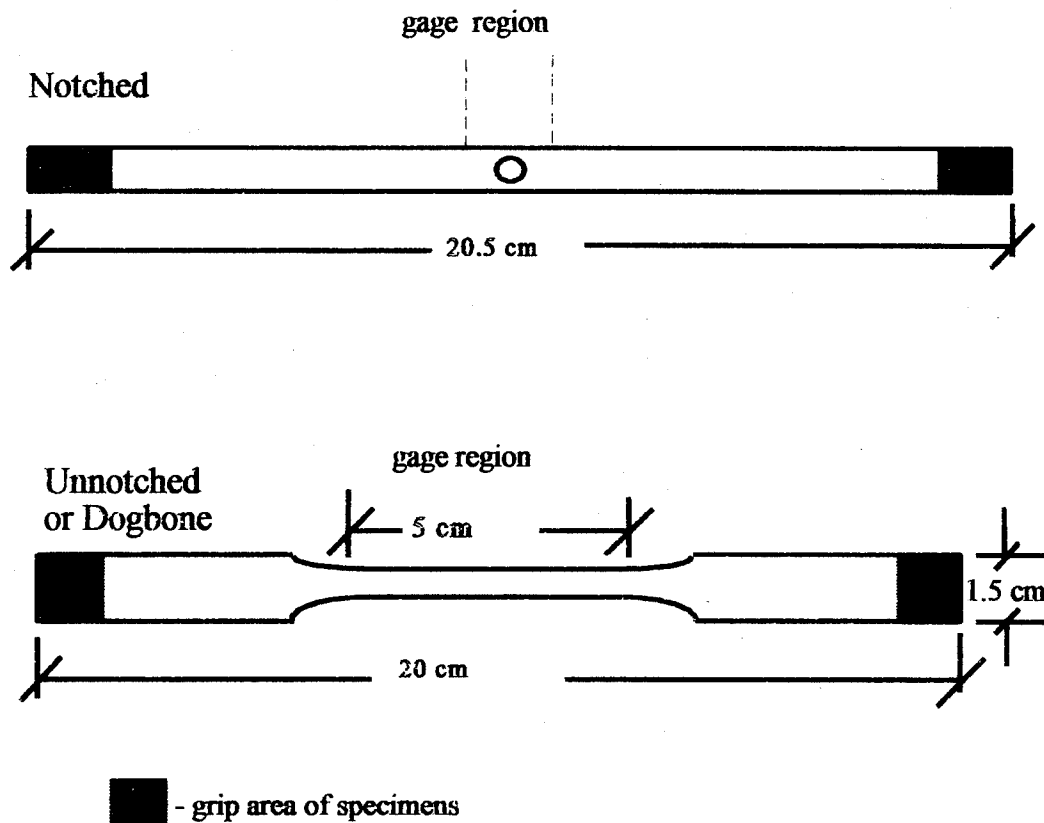 gage region
Notched
20.5 cm
gage region
Unnotched
or Dogbone
5 cm
1.5 cm
20 cm
- grip area of specimens